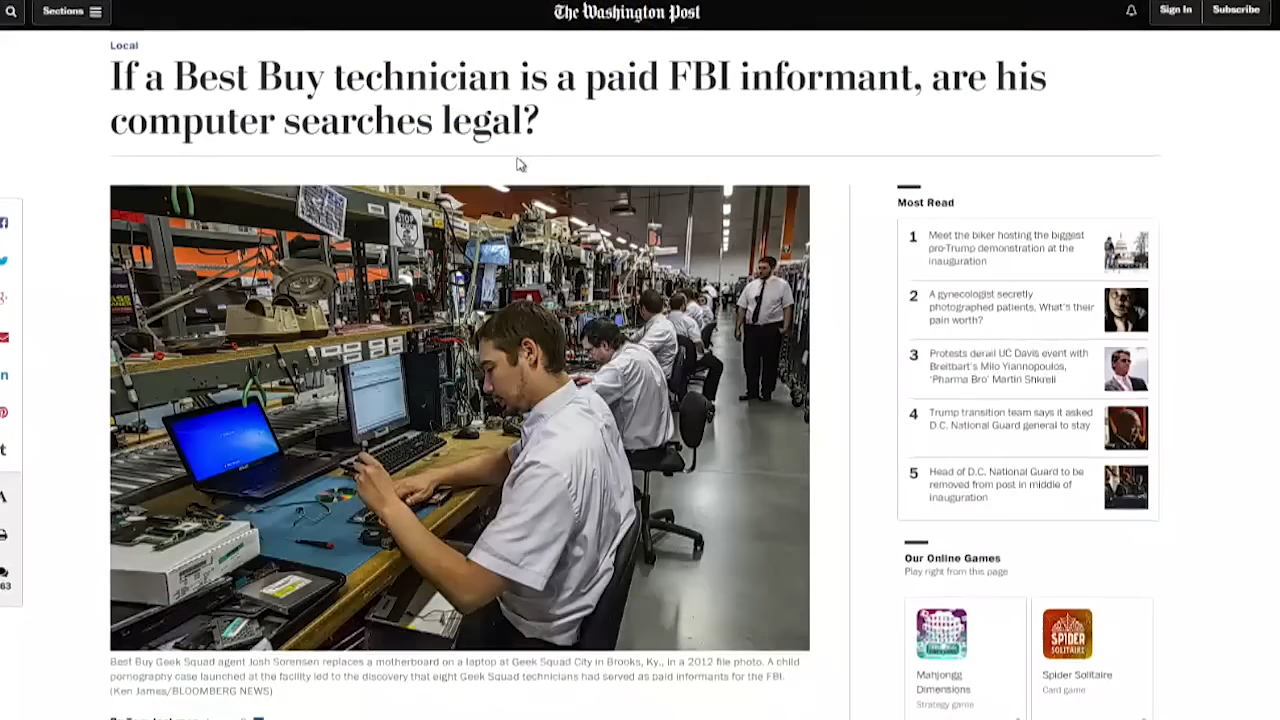 Sections
The Washington Post
Sign In
Subscribe
Local
If a Best Buy technician is a paid FBI informant, are his
computer searches legal?
STOP
Best Buy Geek Squad agent Josh Sorensen replaces a motherboard on a laptop at Geek Squad City in Brooks, Ky., in a 2012 file photo. A child
pornography case launched at the facility led to the discovery that eight Geek Squad technicians had served as paid informants for the FBI.
(Ken James/BLOOMBERG NEWS)
63
Most Read
1
Meet the biker hosting the biggest
pro-Trump demonstration at the
inauguration
2
A gynecologist secretly
photographed patients. What's their
pain worth?
3
Protests derail UC Davis event with
Breitbart's Milo Yiannopoulos,
'Pharma Bro' Martin Shkreli
4
Trump transition team says it asked
D.C. National Guard general to stay
5
Head of D.C. National Guard to be
removed from post in middle of
inauguration
Our Online Games
Play right from this page
Mahjongg
Dimensions
Strategy game
SPIDER
SOLITAIRE
Spider Solitaire
Card game